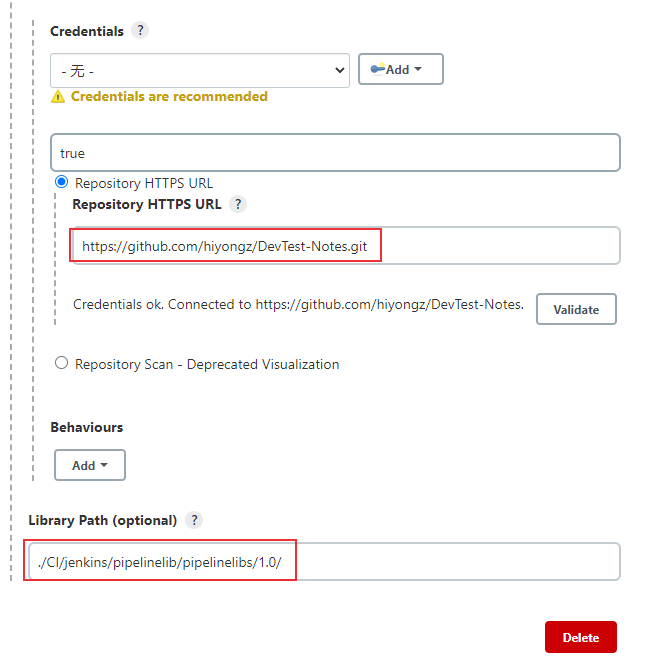 Credentials ?
- 无 -
Add
Credentials are recommended
true
Repository HTTPS URL
Repository HTTPS URL ?
https://github.com/hiyongz/DevTest-Notes.git
Credentials ok. Connected to https://github.com/hiyongz/DevTest-Notes.
Validate
Repository Scan - Deprecated Visualization
Behaviours
Add
Library Path (optional) ?
./CI/jenkins/pipelinelib/pipelinelibs/1.0/
Delete